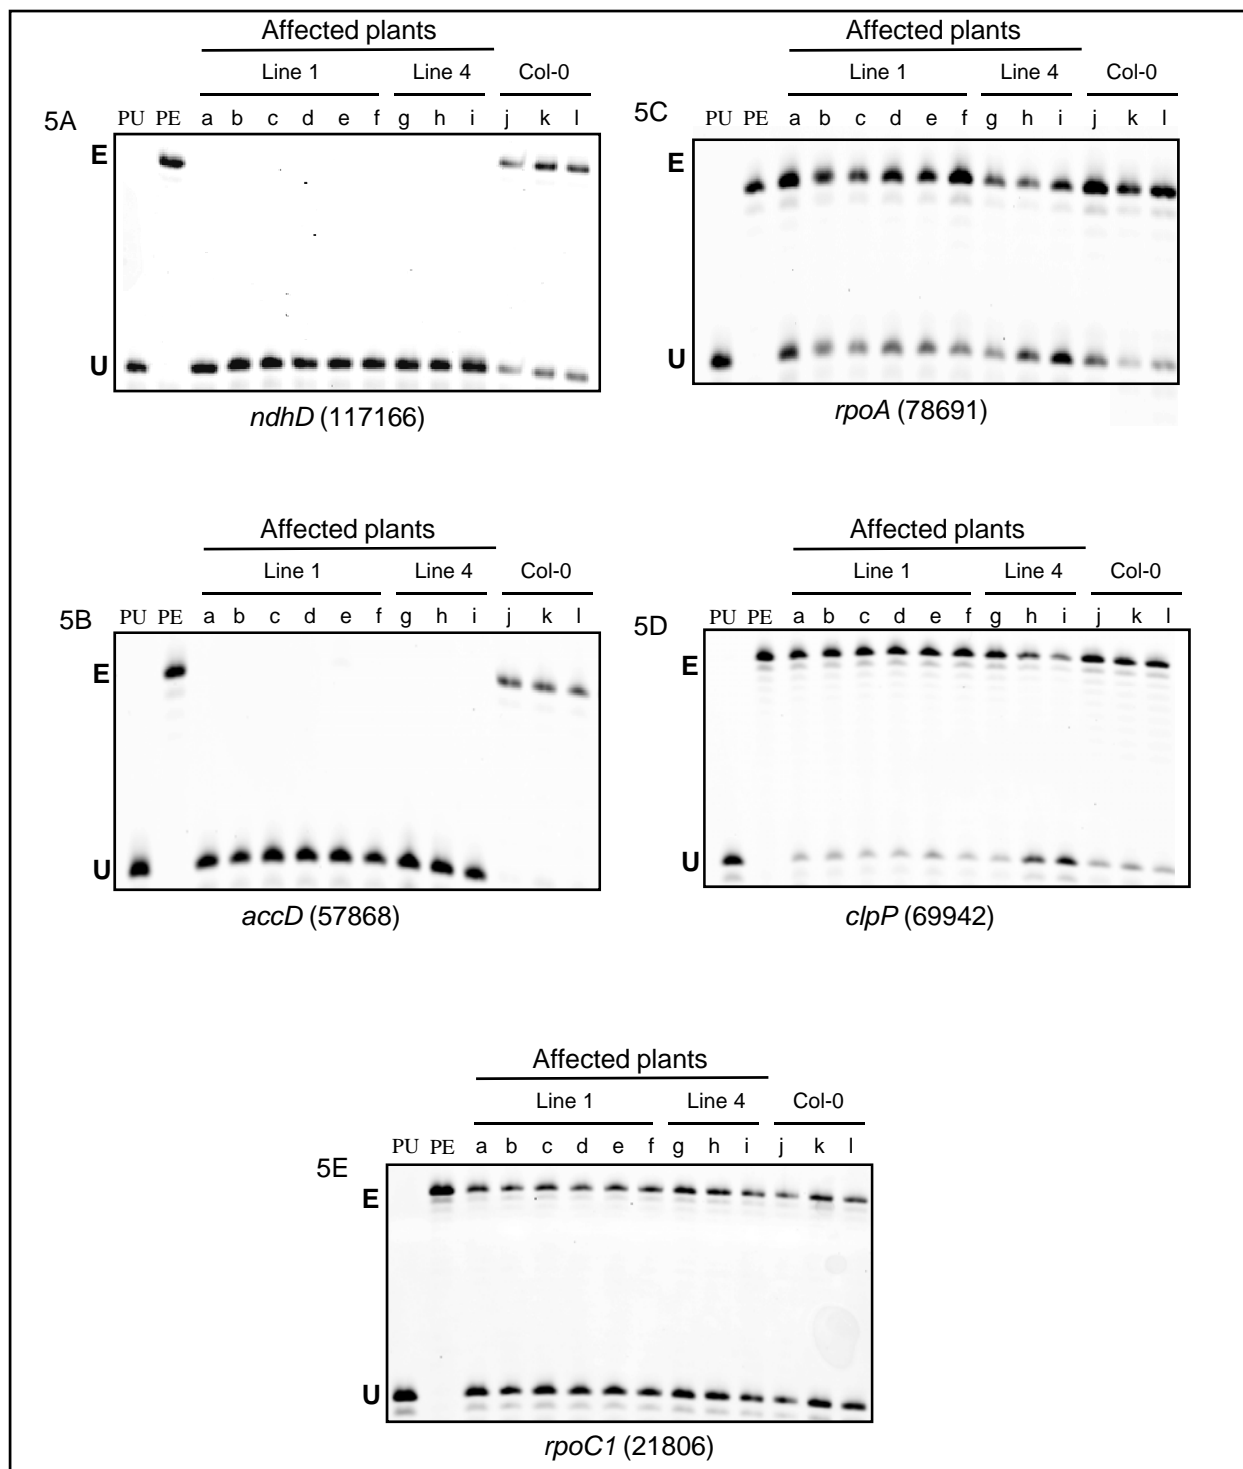 Affected plants
Line 1 Line 4 Col-0
5A PU PE a b c d e f g h i j k l
E
U
ndhD (117166)
Affected plants
Line 1 Line 4 Col-0
5C PU PE a b c d e f g h i j k l
E
U
rpoA (78691)
Affected plants
Line 1 Line 4 Col-0
5B PU PE a b c d e f g h i j k l
E
U
accD (57868)
Affected plants
Line 1 Line 4 Col-0
5D PU PE a b c d e f g h i j k l
E
U
clpP (69942)
Affected plants
Line 1 Line 4 Col-0
5E PU PE a b c d e f g h i j k l
E
U
rpoC1 (21806)